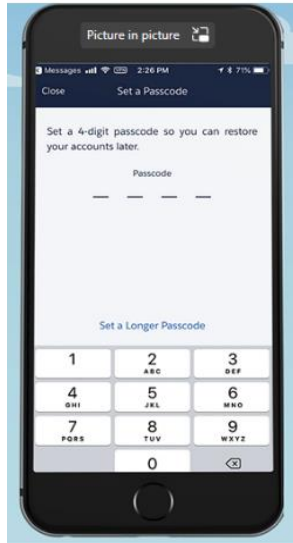 Picture in picture
Messages VPN 2:26 PM 71%
Close Set a Passcode
Set a 4-digit passcode so you can restore
your accounts later.
Passcode
Set a Longer Passcode
1 2 3
ABC DEF
4 5 6
GHI JKL MNO
7 8 9
PQRS TUV WXYZ
0